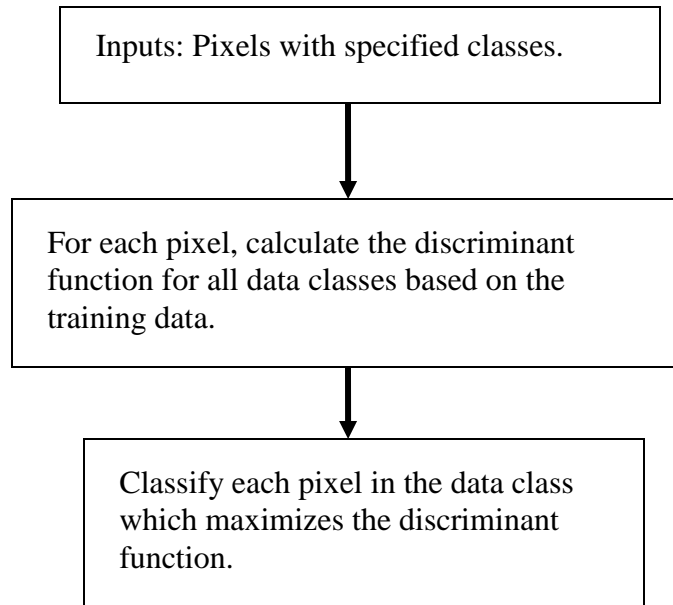 Inputs: Pixels with specified classes.
For each pixel, calculate the discriminant
function for all data classes based on the
training data.
Classify each pixel in the data class
which maximizes the discriminant
function.